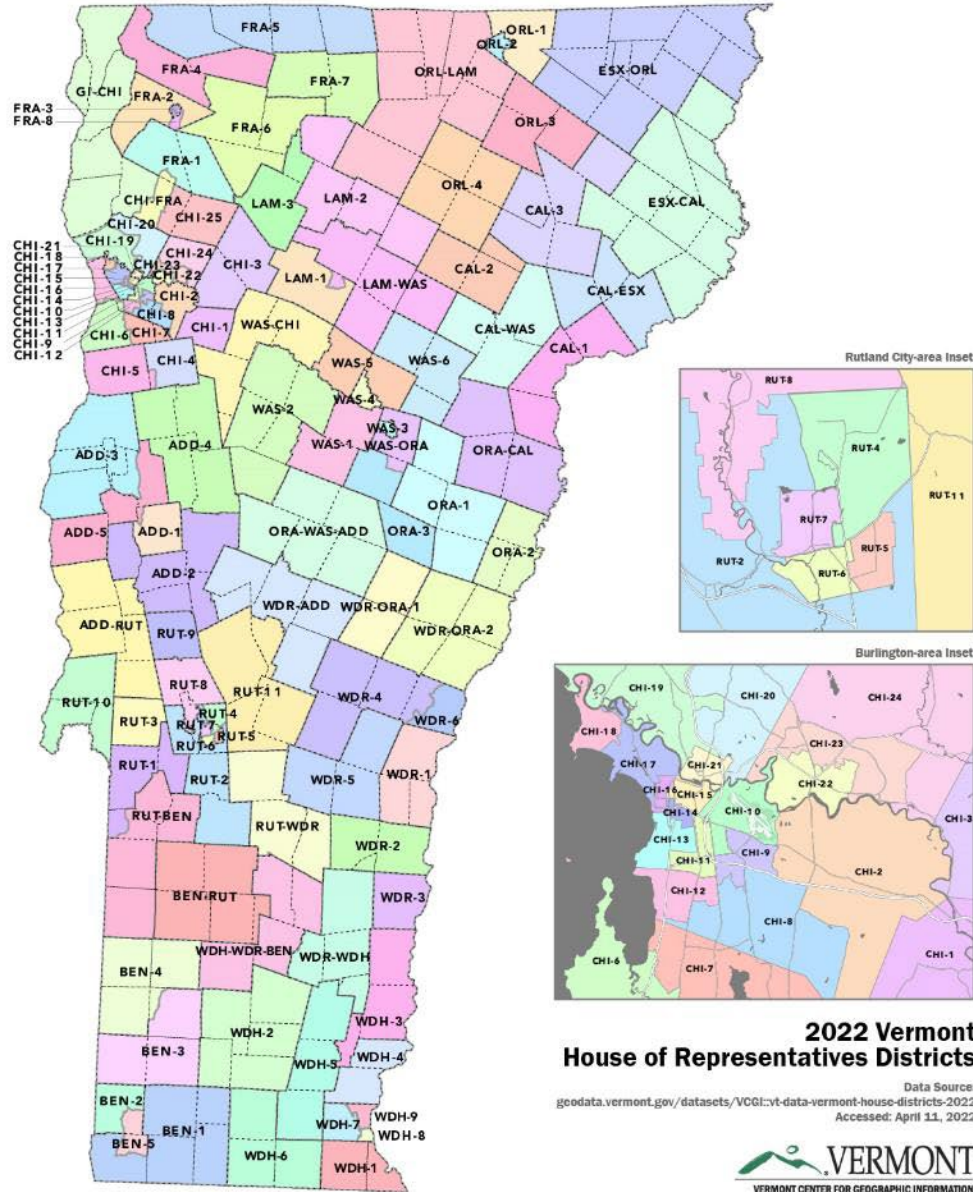 FRA-5
ORL-1
ORL-2
FRA-4
ORL-LAM
ESX-ORL
GI-CHI
FRA-7
FRA-2
FRA-3
FRA-8
FRA-6
ORL-3
FRA-1
ORL-4
CHI-FRA
LAM-3
LAM-2
CAL-3
ESX-CAL
CHI-20
CHI-25
CHI-19
CHI-21
CHI-18
CHI-17
CHI-15
CHI-16
CHI-14
CHI-10
CHI-13
CHI-11
CHI-9
CHI-12
CHI-24
CHI-23
CHI-22
CHI-3
LAM-1
CAL-2
LAM-WAS
CAL-ESX
CHI-2
CHI-8
CHI-6
CHI-7
CHI-1
WAS-CHI
CAL-WAS
CAL-1
CHI-5
CHI-4
WAS-5
WAS-6
WAS-4
WAS-2
WAS-3
WAS-1
WAS-ORA
ADD-3
ADD-4
ORA-CAL
ORA-1
ADD-5
ADD-1
ORA-WAS-ADD
ORA-3
ORA-2
ADD-2
WDR-ADD
WDR-ORA-1
WDR-ORA-2
ADD-RUT
RUT-9
RUT-8
RUT-11
RUT-10
RUT-4
WDR-4
WDR-6
RUT-3
RUT-7
RUT-5
RUT-6
RUT-1
RUT-2
WDR-5
WDR-1
RUT-BEN
RUT-WDR
WDR-2
BEN-RUT
WDR-3
WDH-WDR-BEN
WDR-WDH
BEN-4
WDH-2
WDH-3
BEN-3
WDH-5
WDH-4
BEN-2
WDH-7
WDH-9
WDH-8
BEN-1
BEN-5
WDH-6
WDH-1
Rutland City-area Inset
RUT-8
RUT-4
RUT-11
RUT-7
RUT-5
RUT-2
RUT-6
Burlington-area Inset
CHI-19
CHI-20
CHI-24
CHI-18
CHI-23
CHI-17
CHI-21
CHI-22
CHI-16
CHI-15
CHI-14
CHI-10
CHI-3
CHI-13
CHI-9
CHI-11
CHI-2
CHI-12
CHI-8
CHI-1
CHI-6
CHI-7
2022 Vermont
House of Representatives Districts
Data Source:
geodata.vermont.gov/datasets/VCGI::vt-data-vermont-house-districts-2022
Accessed: April 11, 2022
VERMONT
VERMONT CENTER FOR GEOGRAPHIC INFORMATION